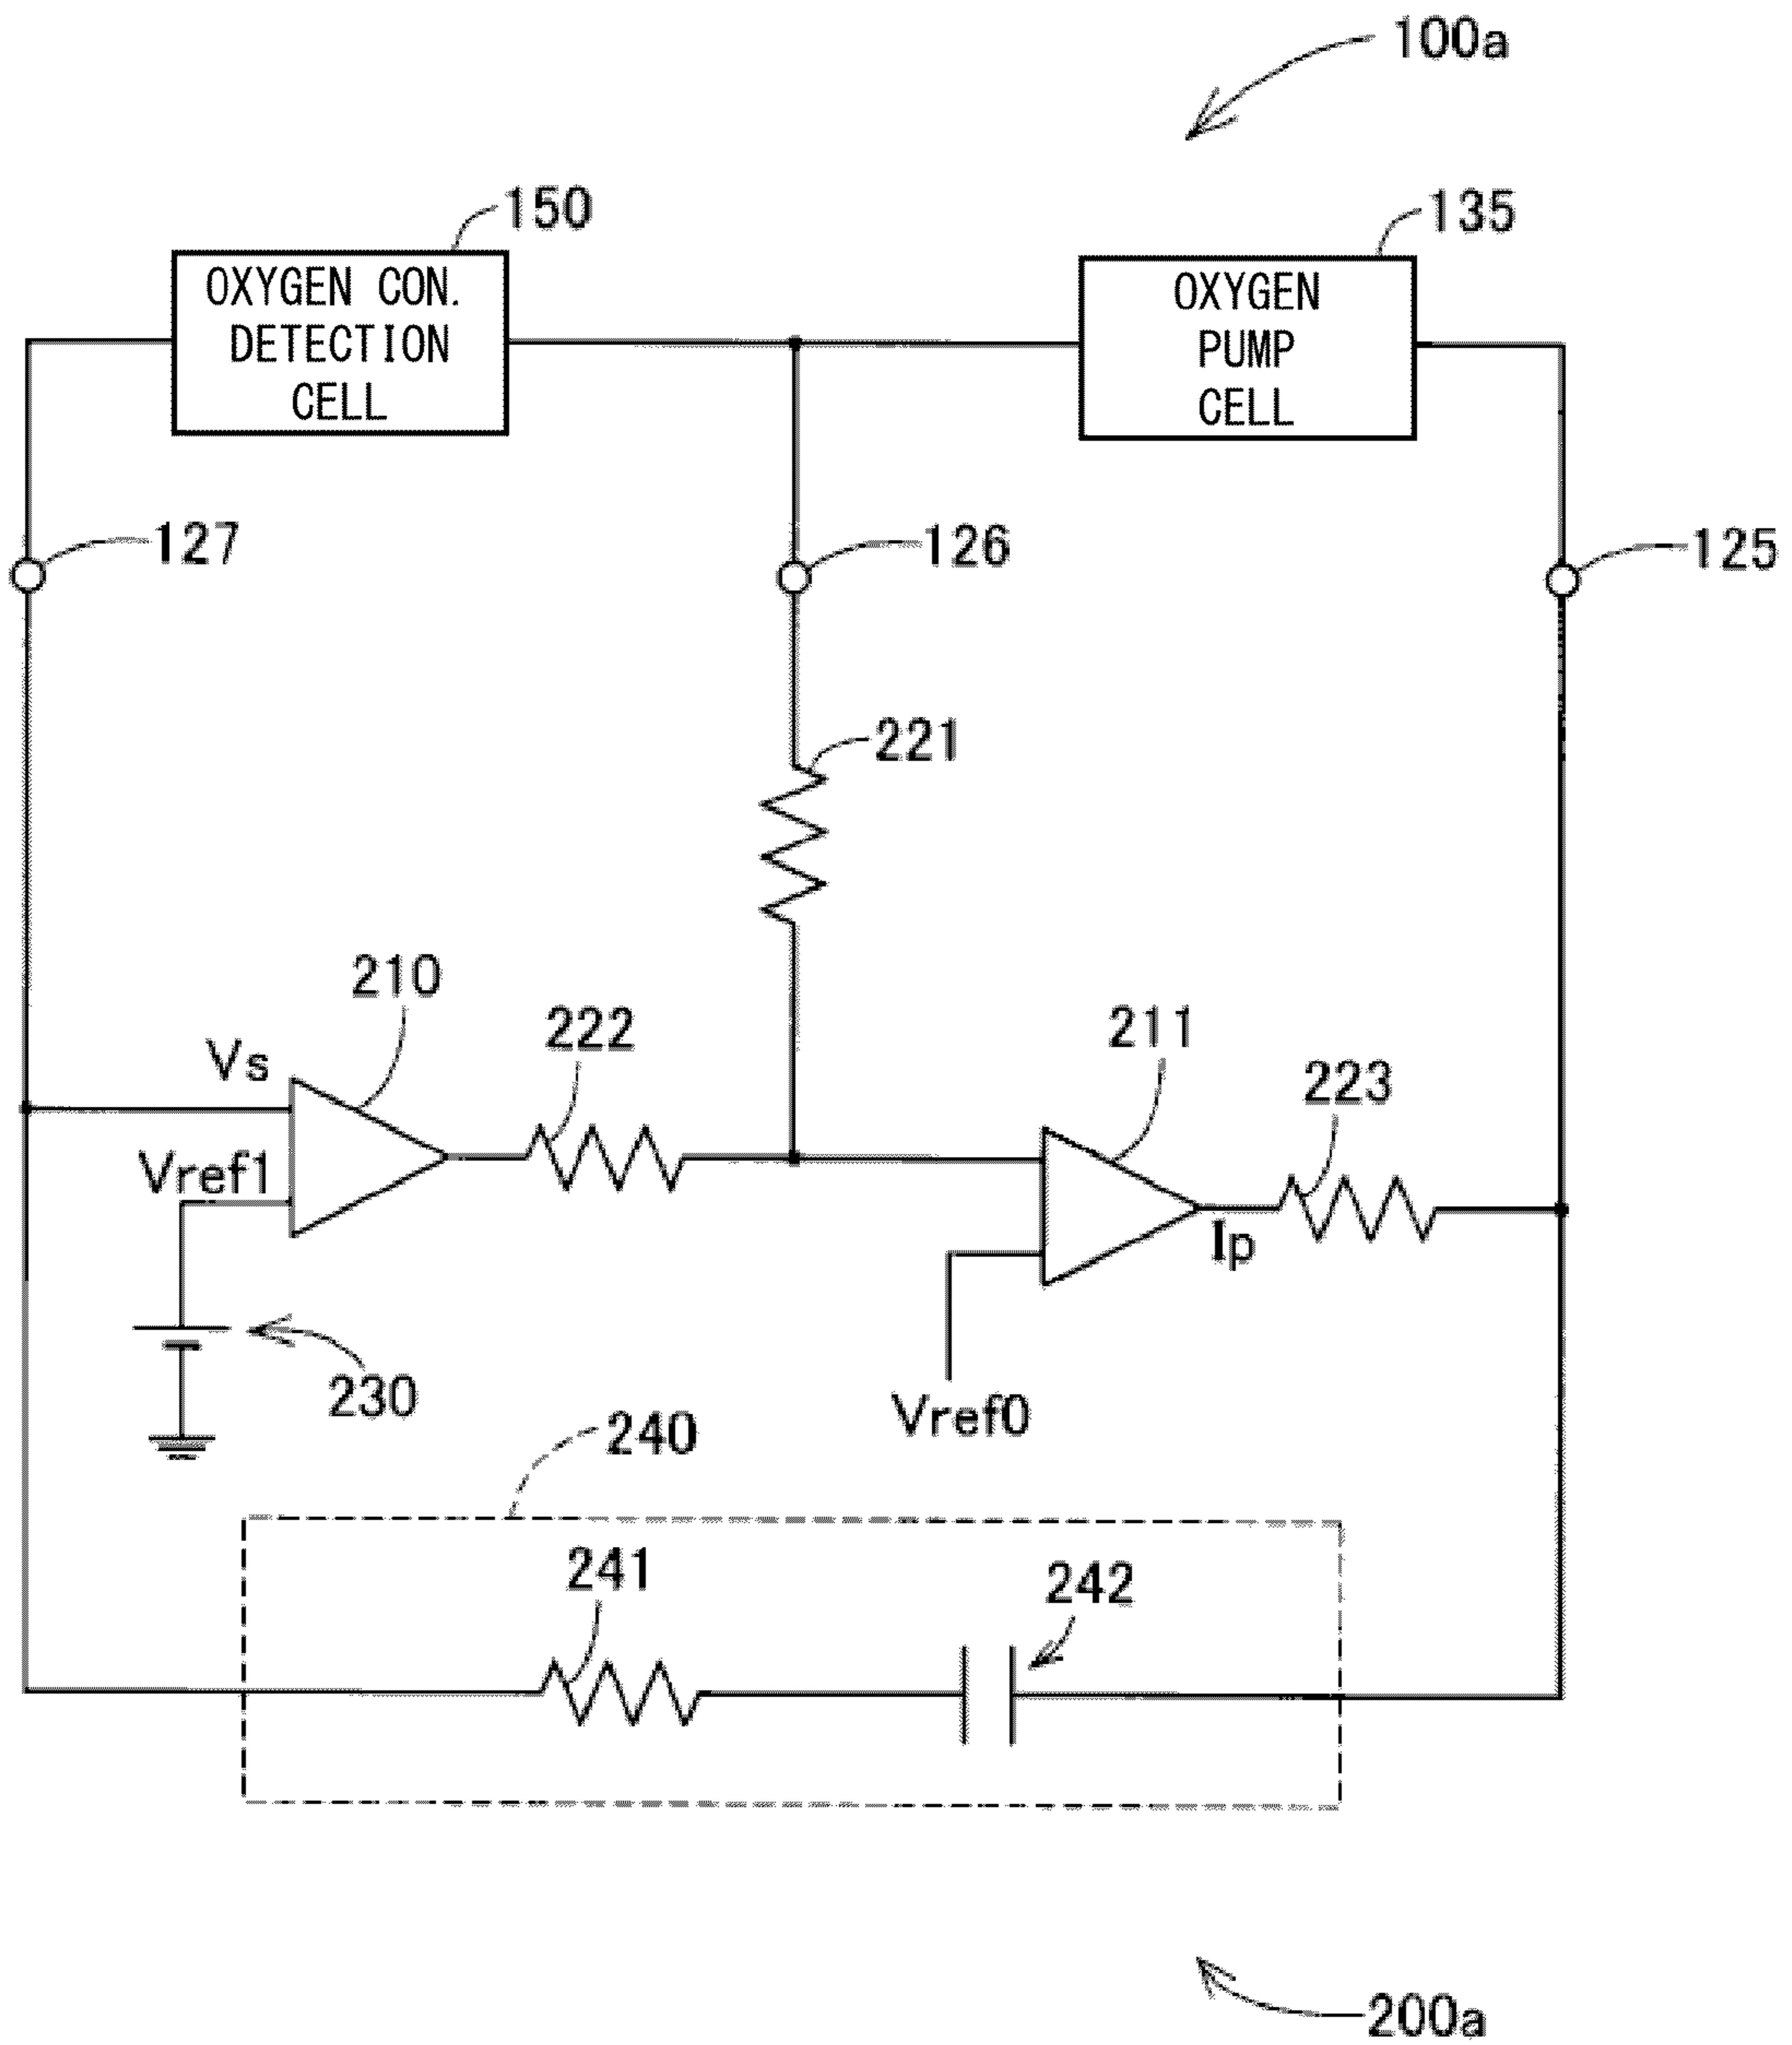 100a
150
135
OXYGEN CON.
DETECTION
CELL
OXYGEN
PUMP
CELL
127
126
125
221
210
222
211
223
Vs
Vref1
Ip
230
Vref0
240
241
242
200a